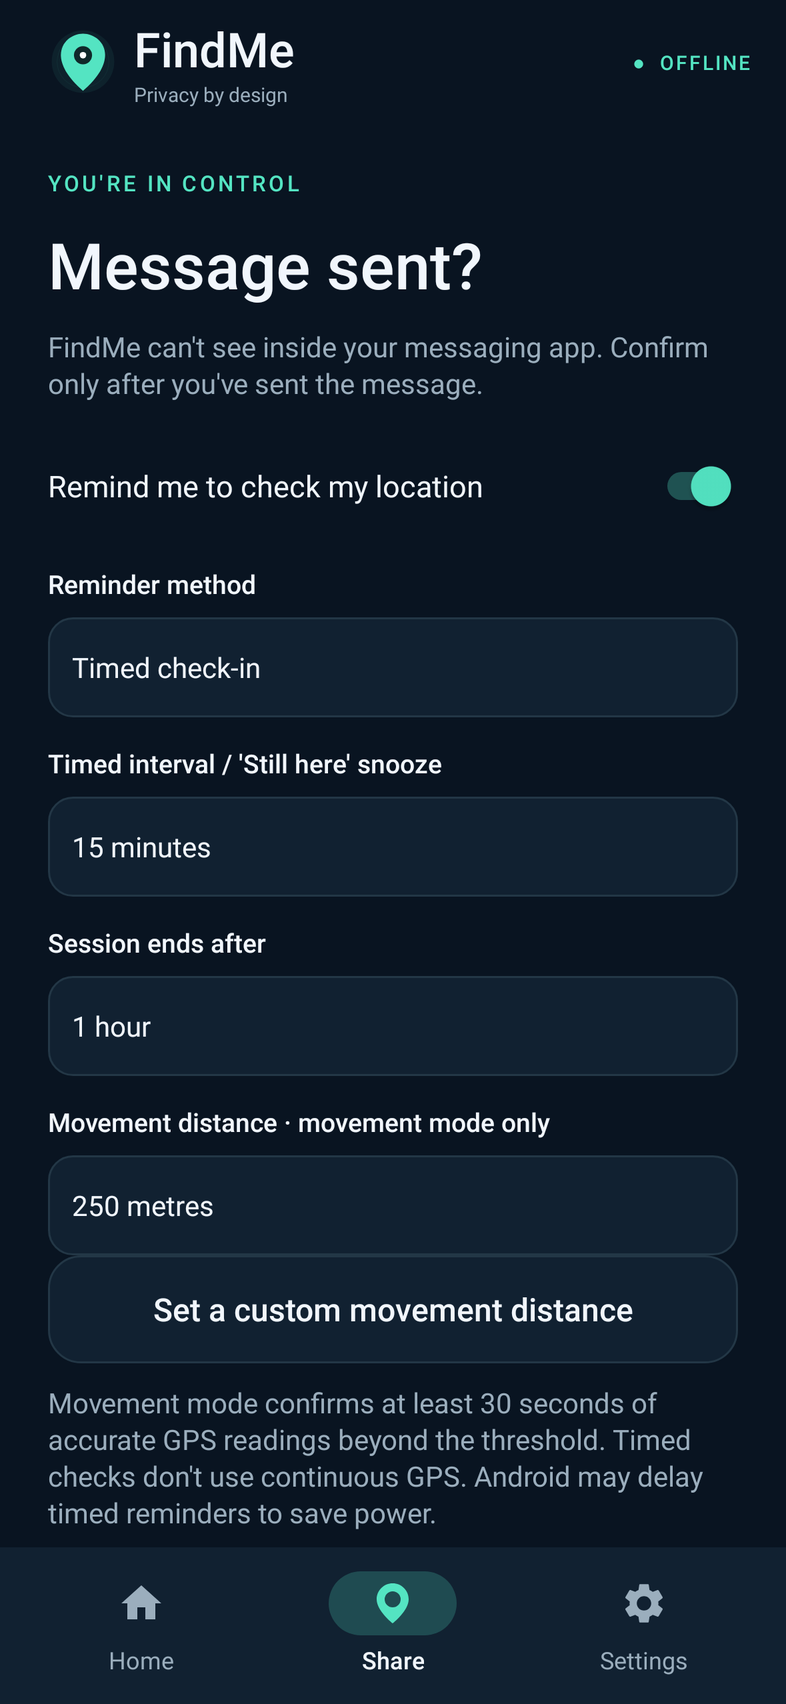 FindMe
Privacy by design
OFFLINE
YOU'RE IN CONTROL
Message sent?
FindMe can't see inside your messaging app. Confirm
only after you've sent the message.
Remind me to check my location
Reminder method
Timed check-in
Timed interval / 'Still here' snooze
15 minutes
Session ends after
1 hour
Movement distance · movement mode only
250 metres
Set a custom movement distance
Movement mode confirms at least 30 seconds of
accurate GPS readings beyond the threshold. Timed
checks don't use continuous GPS. Android may delay
timed reminders to save power.
Home
Share
Settings